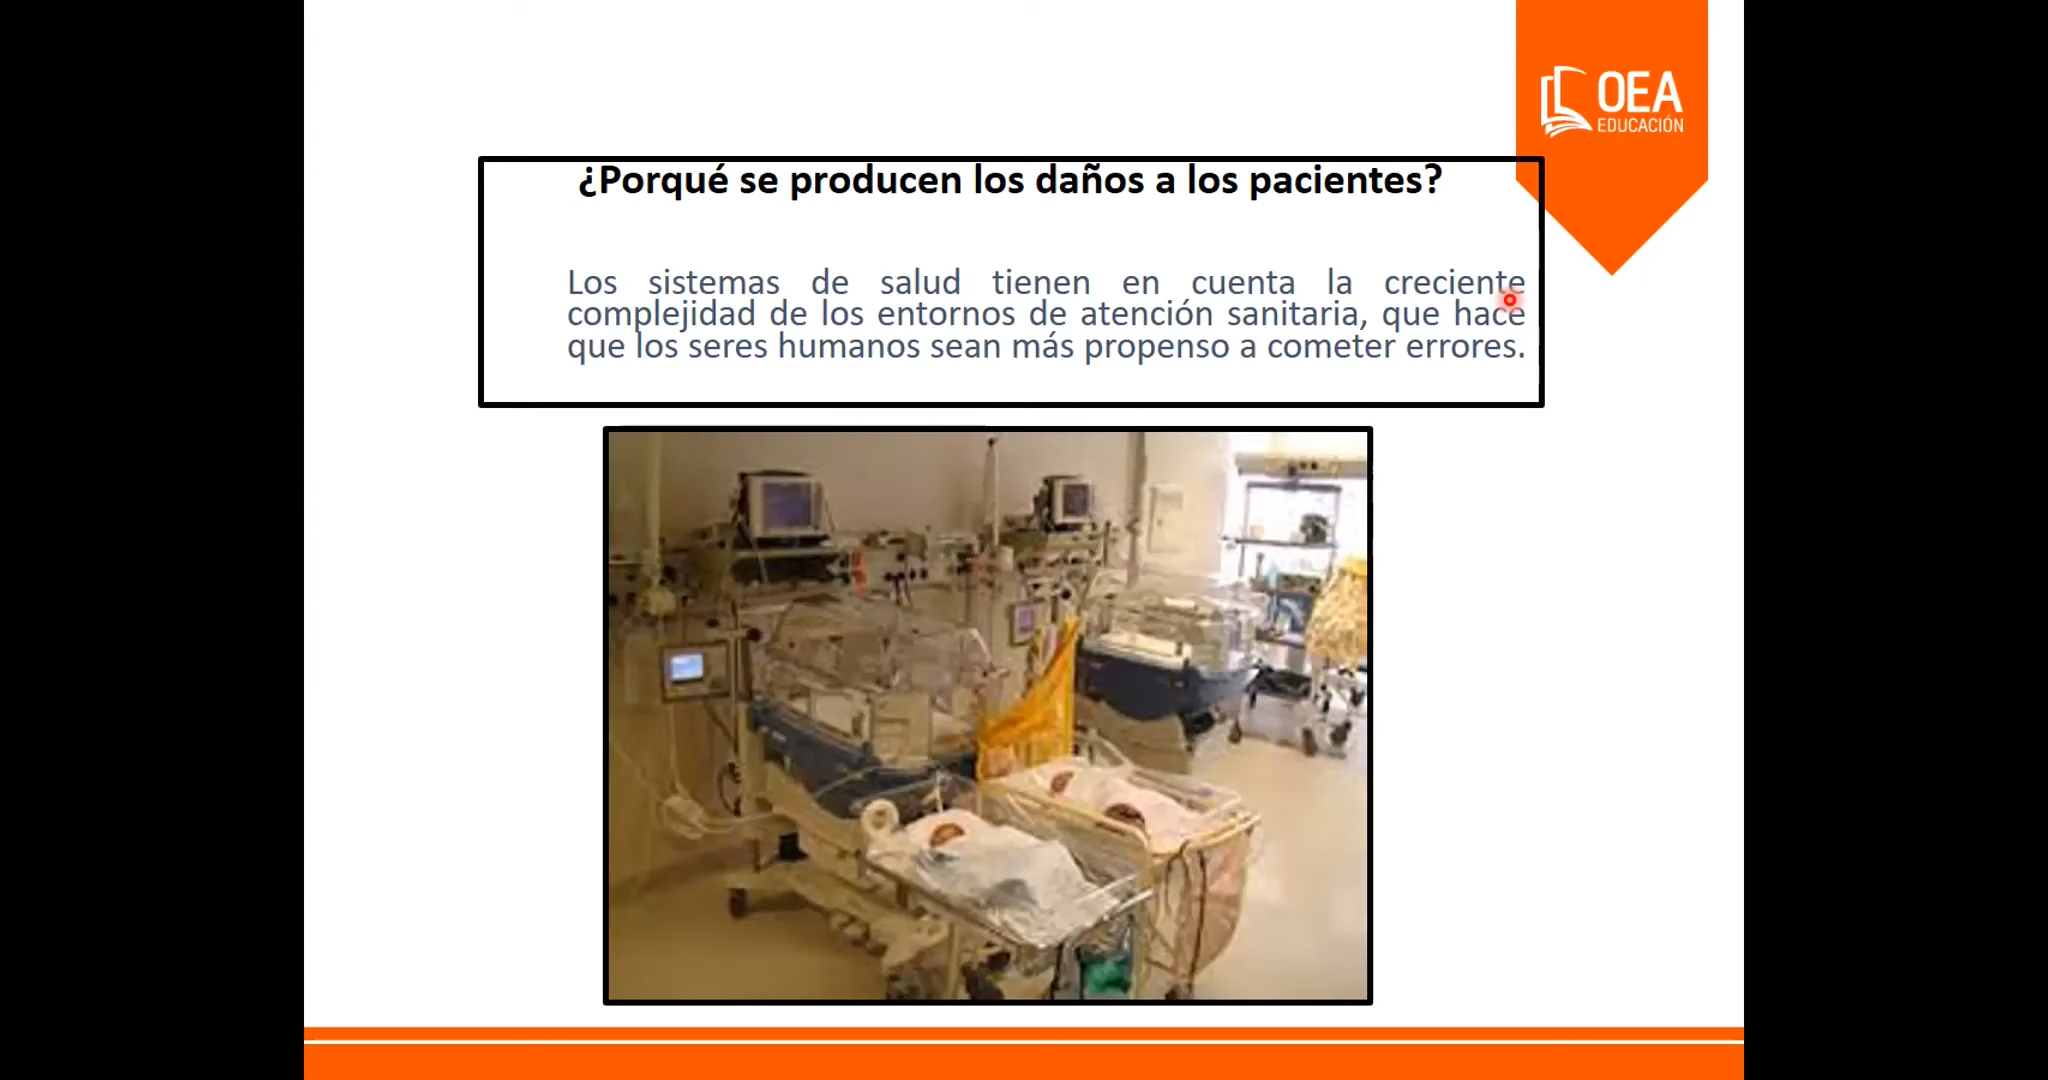 OEA
EDUCACIÓN
¿Porqué se producen los daños a los pacientes?
Los sistemas de salud tienen en cuenta la creciente
complejidad de los entornos de atención sanitaria, que hace
que los seres humanos sean más propenso a cometer errores.